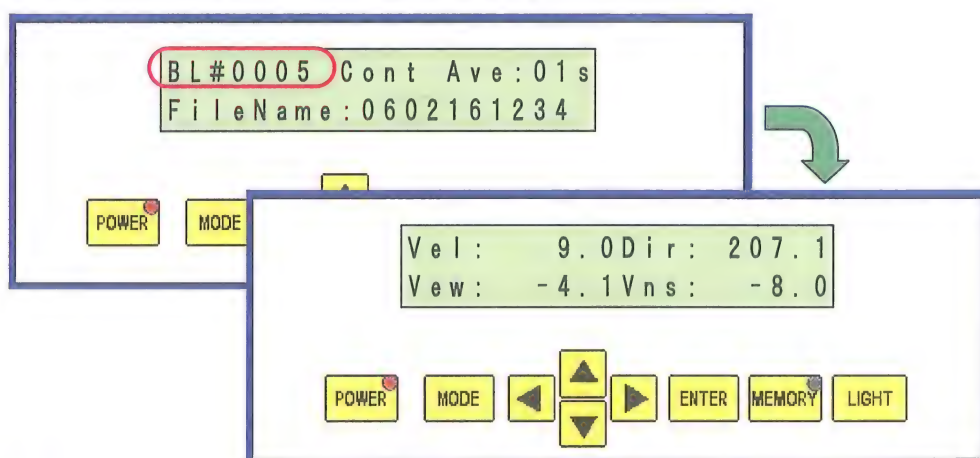 BL#0005 Cont Ave:01s
FileName:0602161234
POWER MODE
Vel: 9.0Dir: 207.1
Vew: -4.1Vns: -8.0
POWER MODE ENTER MEMORY LIGHT